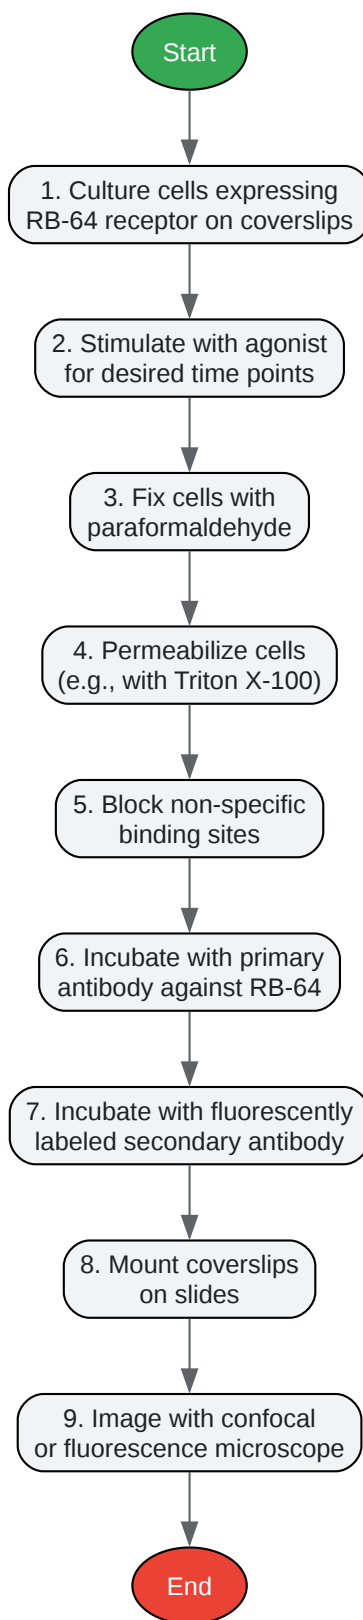 Start
1. Culture cells expressing
RB-64 receptor on coverslips
2. Stimulate with agonist
for desired time points
3. Fix cells with
paraformaldehyde
4. Permeabilize cells
(e.g., with Triton X-100)
5. Block non-specific
binding sites
6. Incubate with primary
antibody against RB-64
7. Incubate with fluorescently
labeled secondary antibody
8. Mount coverslips
on slides
9. Image with confocal
or fluorescence microscope
End